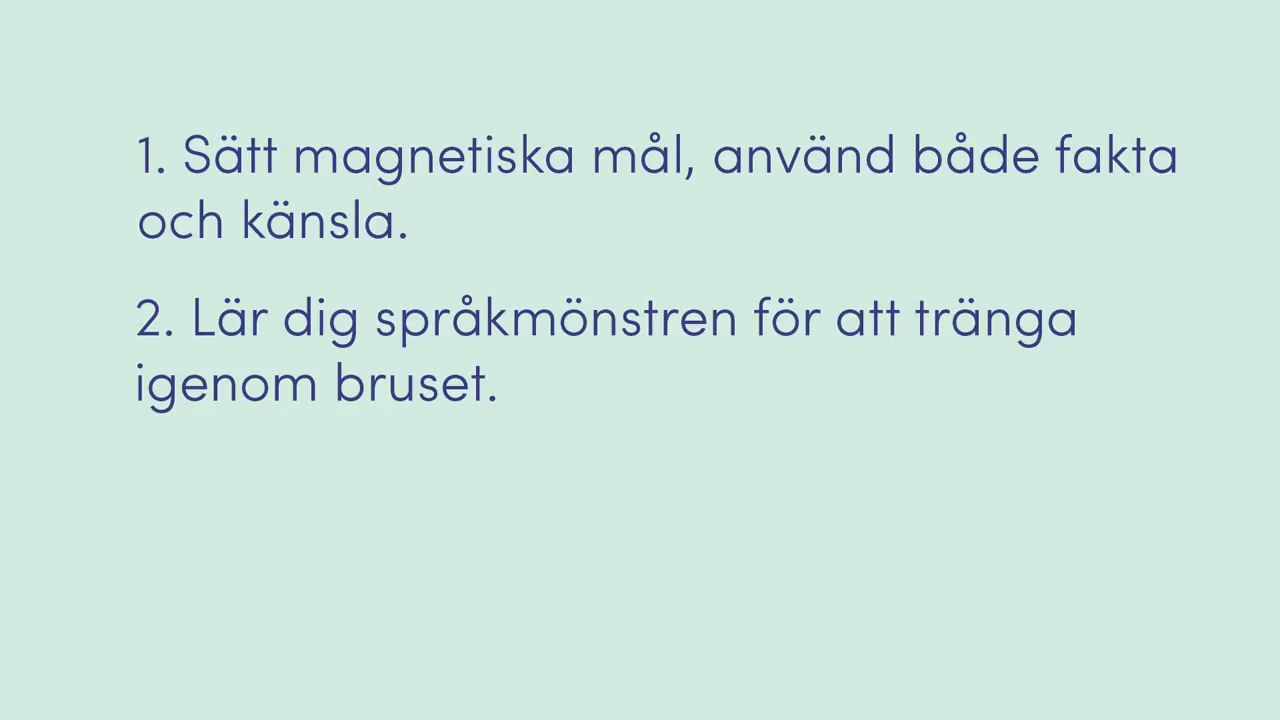 1. Sätt magnetiska mål, använd både fakta
och känsla.
2. Lär dig språkmönstren för att tränga
igenom bruset.